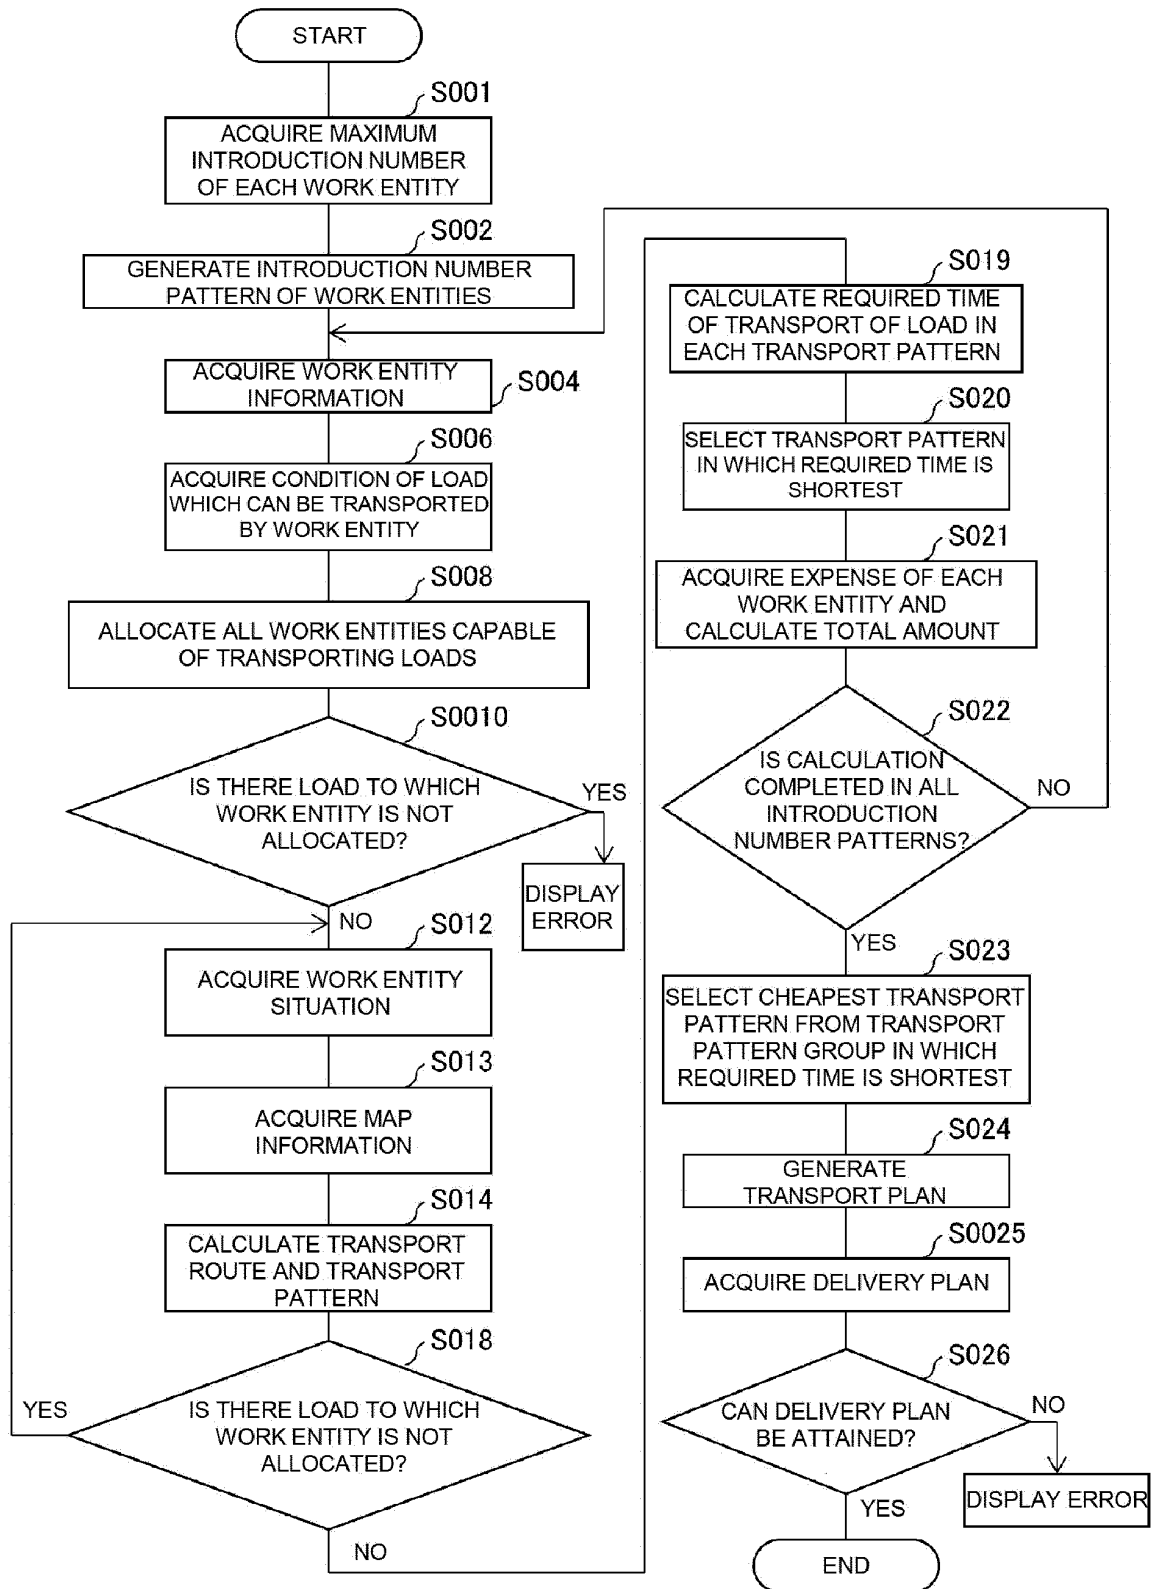 START
S001
ACQUIRE MAXIMUM
INTRODUCTION NUMBER
OF EACH WORK ENTITY
S002
GENERATE INTRODUCTION NUMBER
PATTERN OF WORK ENTITIES
ACQUIRE WORK ENTITY
INFORMATION
S004
S006
ACQUIRE CONDITION OF LOAD
WHICH CAN BE TRANSPORTED
BY WORK ENTITY
S008
ALLOCATE ALL WORK ENTITIES CAPABLE
OF TRANSPORTING LOADS
S0010
IS THERE LOAD TO WHICH
WORK ENTITY IS NOT
ALLOCATED?
YES
DISPLAY
ERROR
NO
S012
ACQUIRE WORK ENTITY
SITUATION
S013
ACQUIRE MAP
INFORMATION
S014
CALCULATE TRANSPORT
ROUTE AND TRANSPORT
PATTERN
S018
YES
IS THERE LOAD TO WHICH
WORK ENTITY IS NOT
ALLOCATED?
NO
S019
CALCULATE REQUIRED TIME
OF TRANSPORT OF LOAD IN
EACH TRANSPORT PATTERN
S020
SELECT TRANSPORT PATTERN
IN WHICH REQUIRED TIME IS
SHORTEST
S021
ACQUIRE EXPENSE OF EACH
WORK ENTITY AND
CALCULATE TOTAL AMOUNT
S022
IS CALCULATION
COMPLETED IN ALL
INTRODUCTION
NUMBER PATTERNS?
NO
YES
S023
SELECT CHEAPEST TRANSPORT
PATTERN FROM TRANSPORT
PATTERN GROUP IN WHICH
REQUIRED TIME IS SHORTEST
S024
GENERATE
TRANSPORT PLAN
S0025
ACQUIRE DELIVERY PLAN
S026
CAN DELIVERY PLAN
BE ATTAINED?
NO
DISPLAY ERROR
YES
END